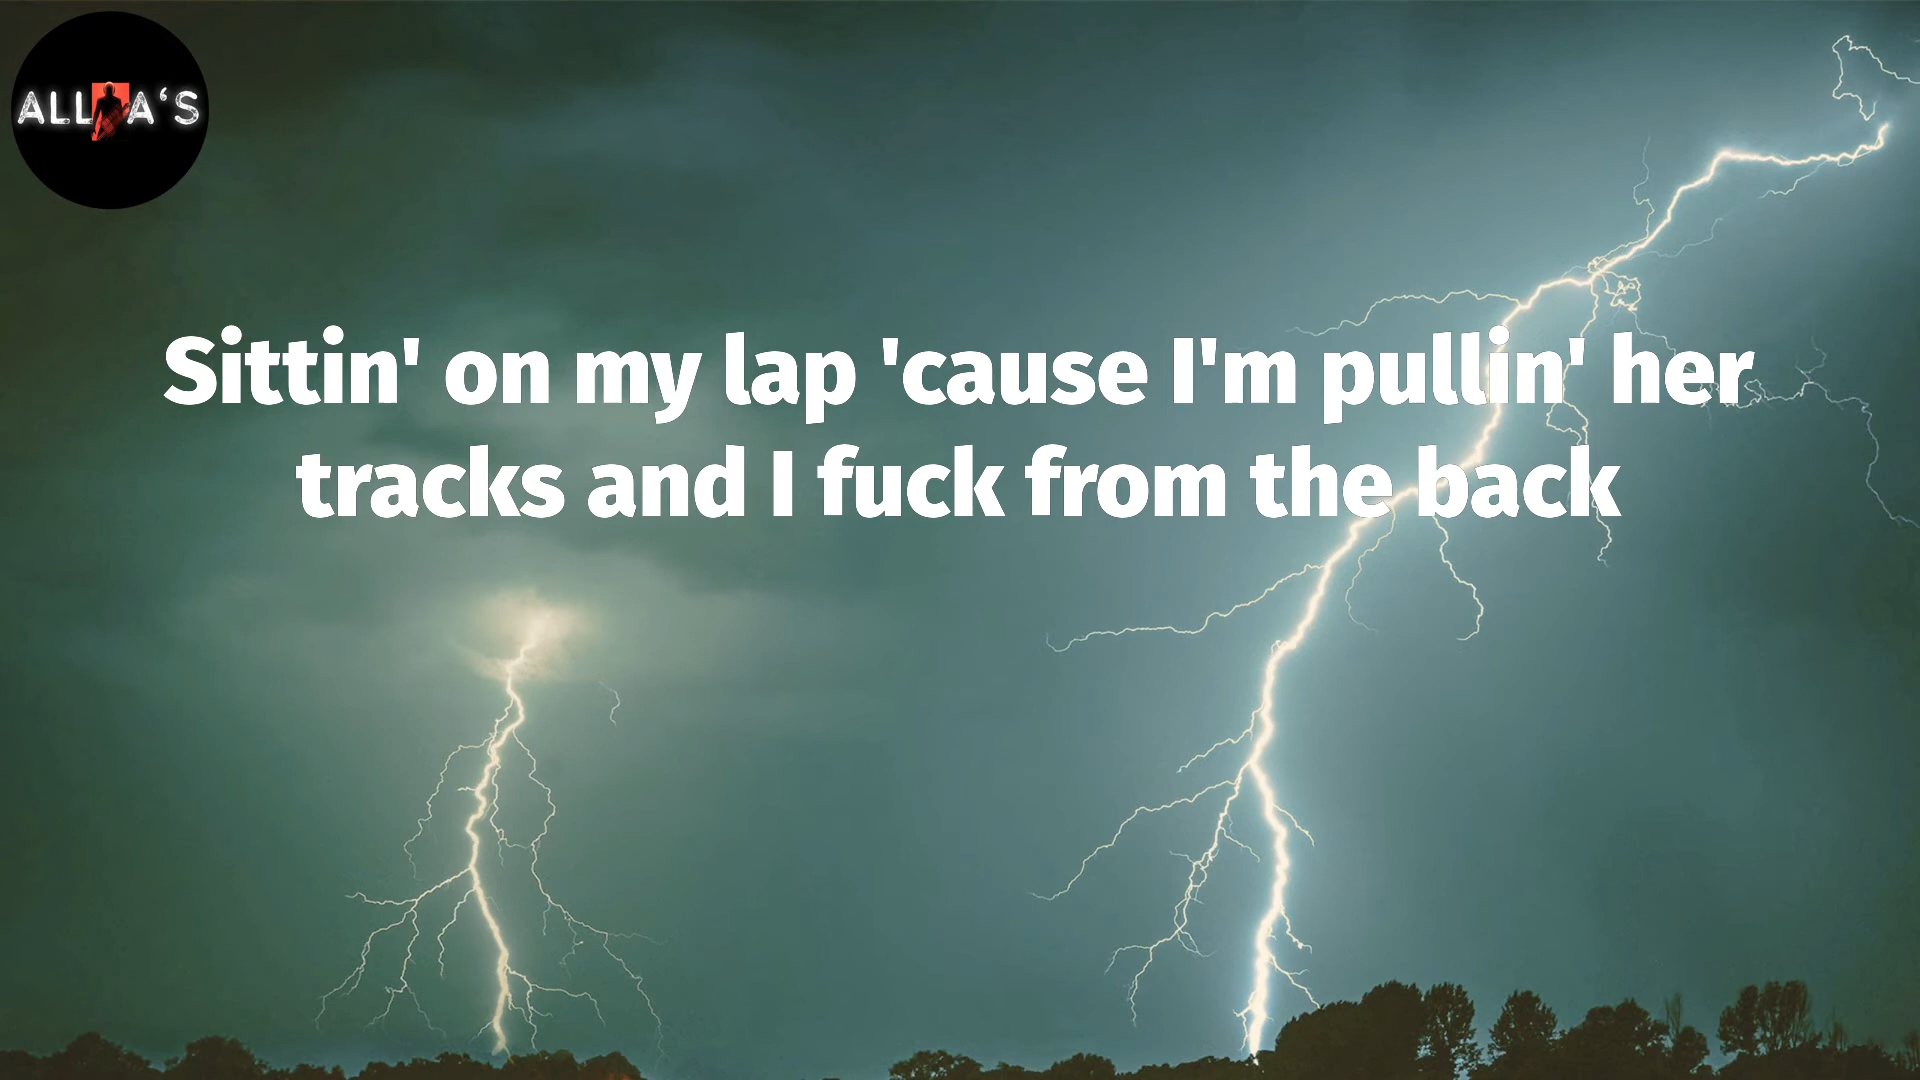 ALL A'S
Sittin' on my lap 'cause I'm pullin' her
tracks and I fuck from the back